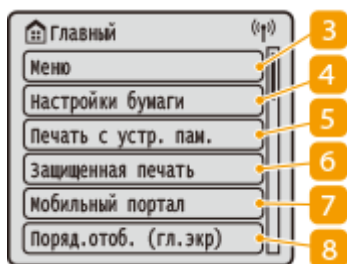 Главный
3
Меню
4
Настройки бумаги
5
Печать с устр. пам.
6
Защищенная печать
7
Мобильный портал
8
Поряд.отоб. (гл.экр)